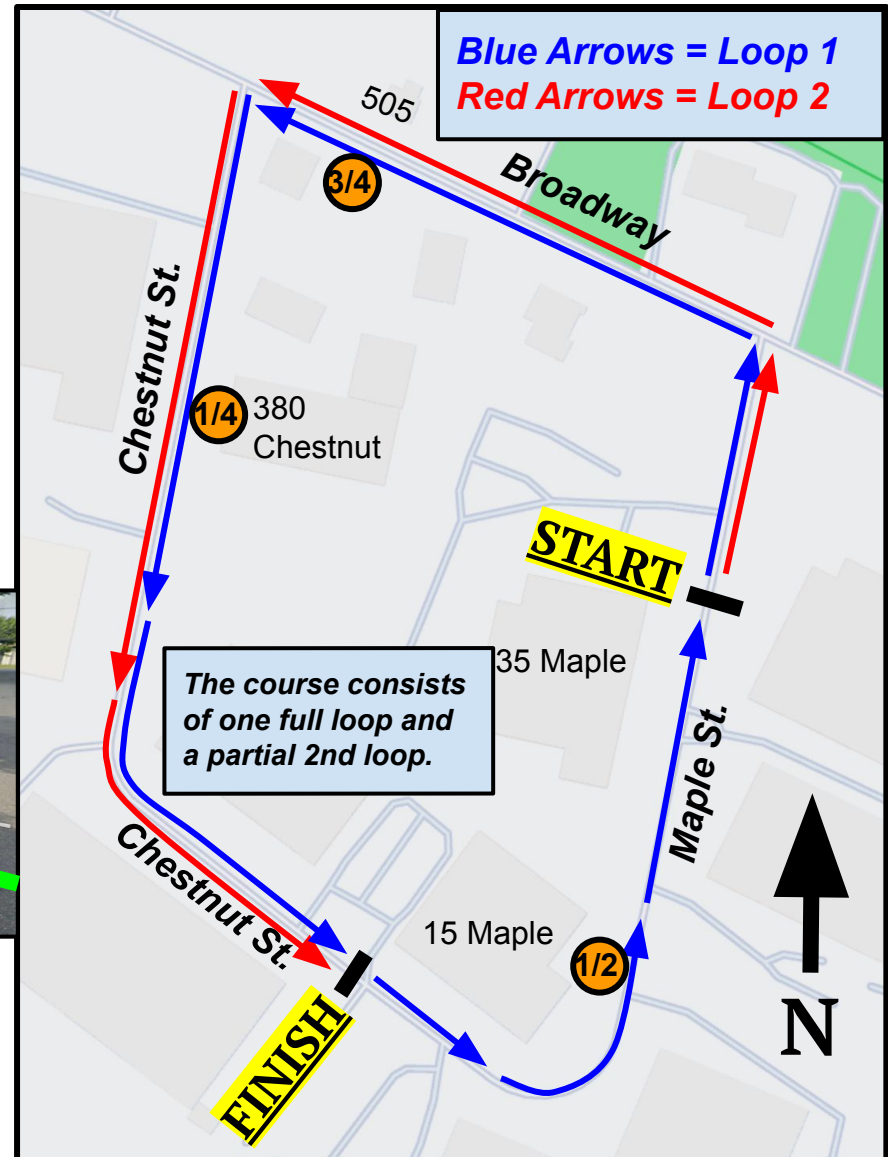 Blue Arrows = Loop 1
Red Arrows = Loop 2
505
3/4
Broadway
Chestnut St.
1/4
380
Chestnut
START
35 Maple
The course consists
of one full loop and
a partial 2nd loop.
Maple St.
Chestnut St.
15 Maple
1/2
FINISH
N